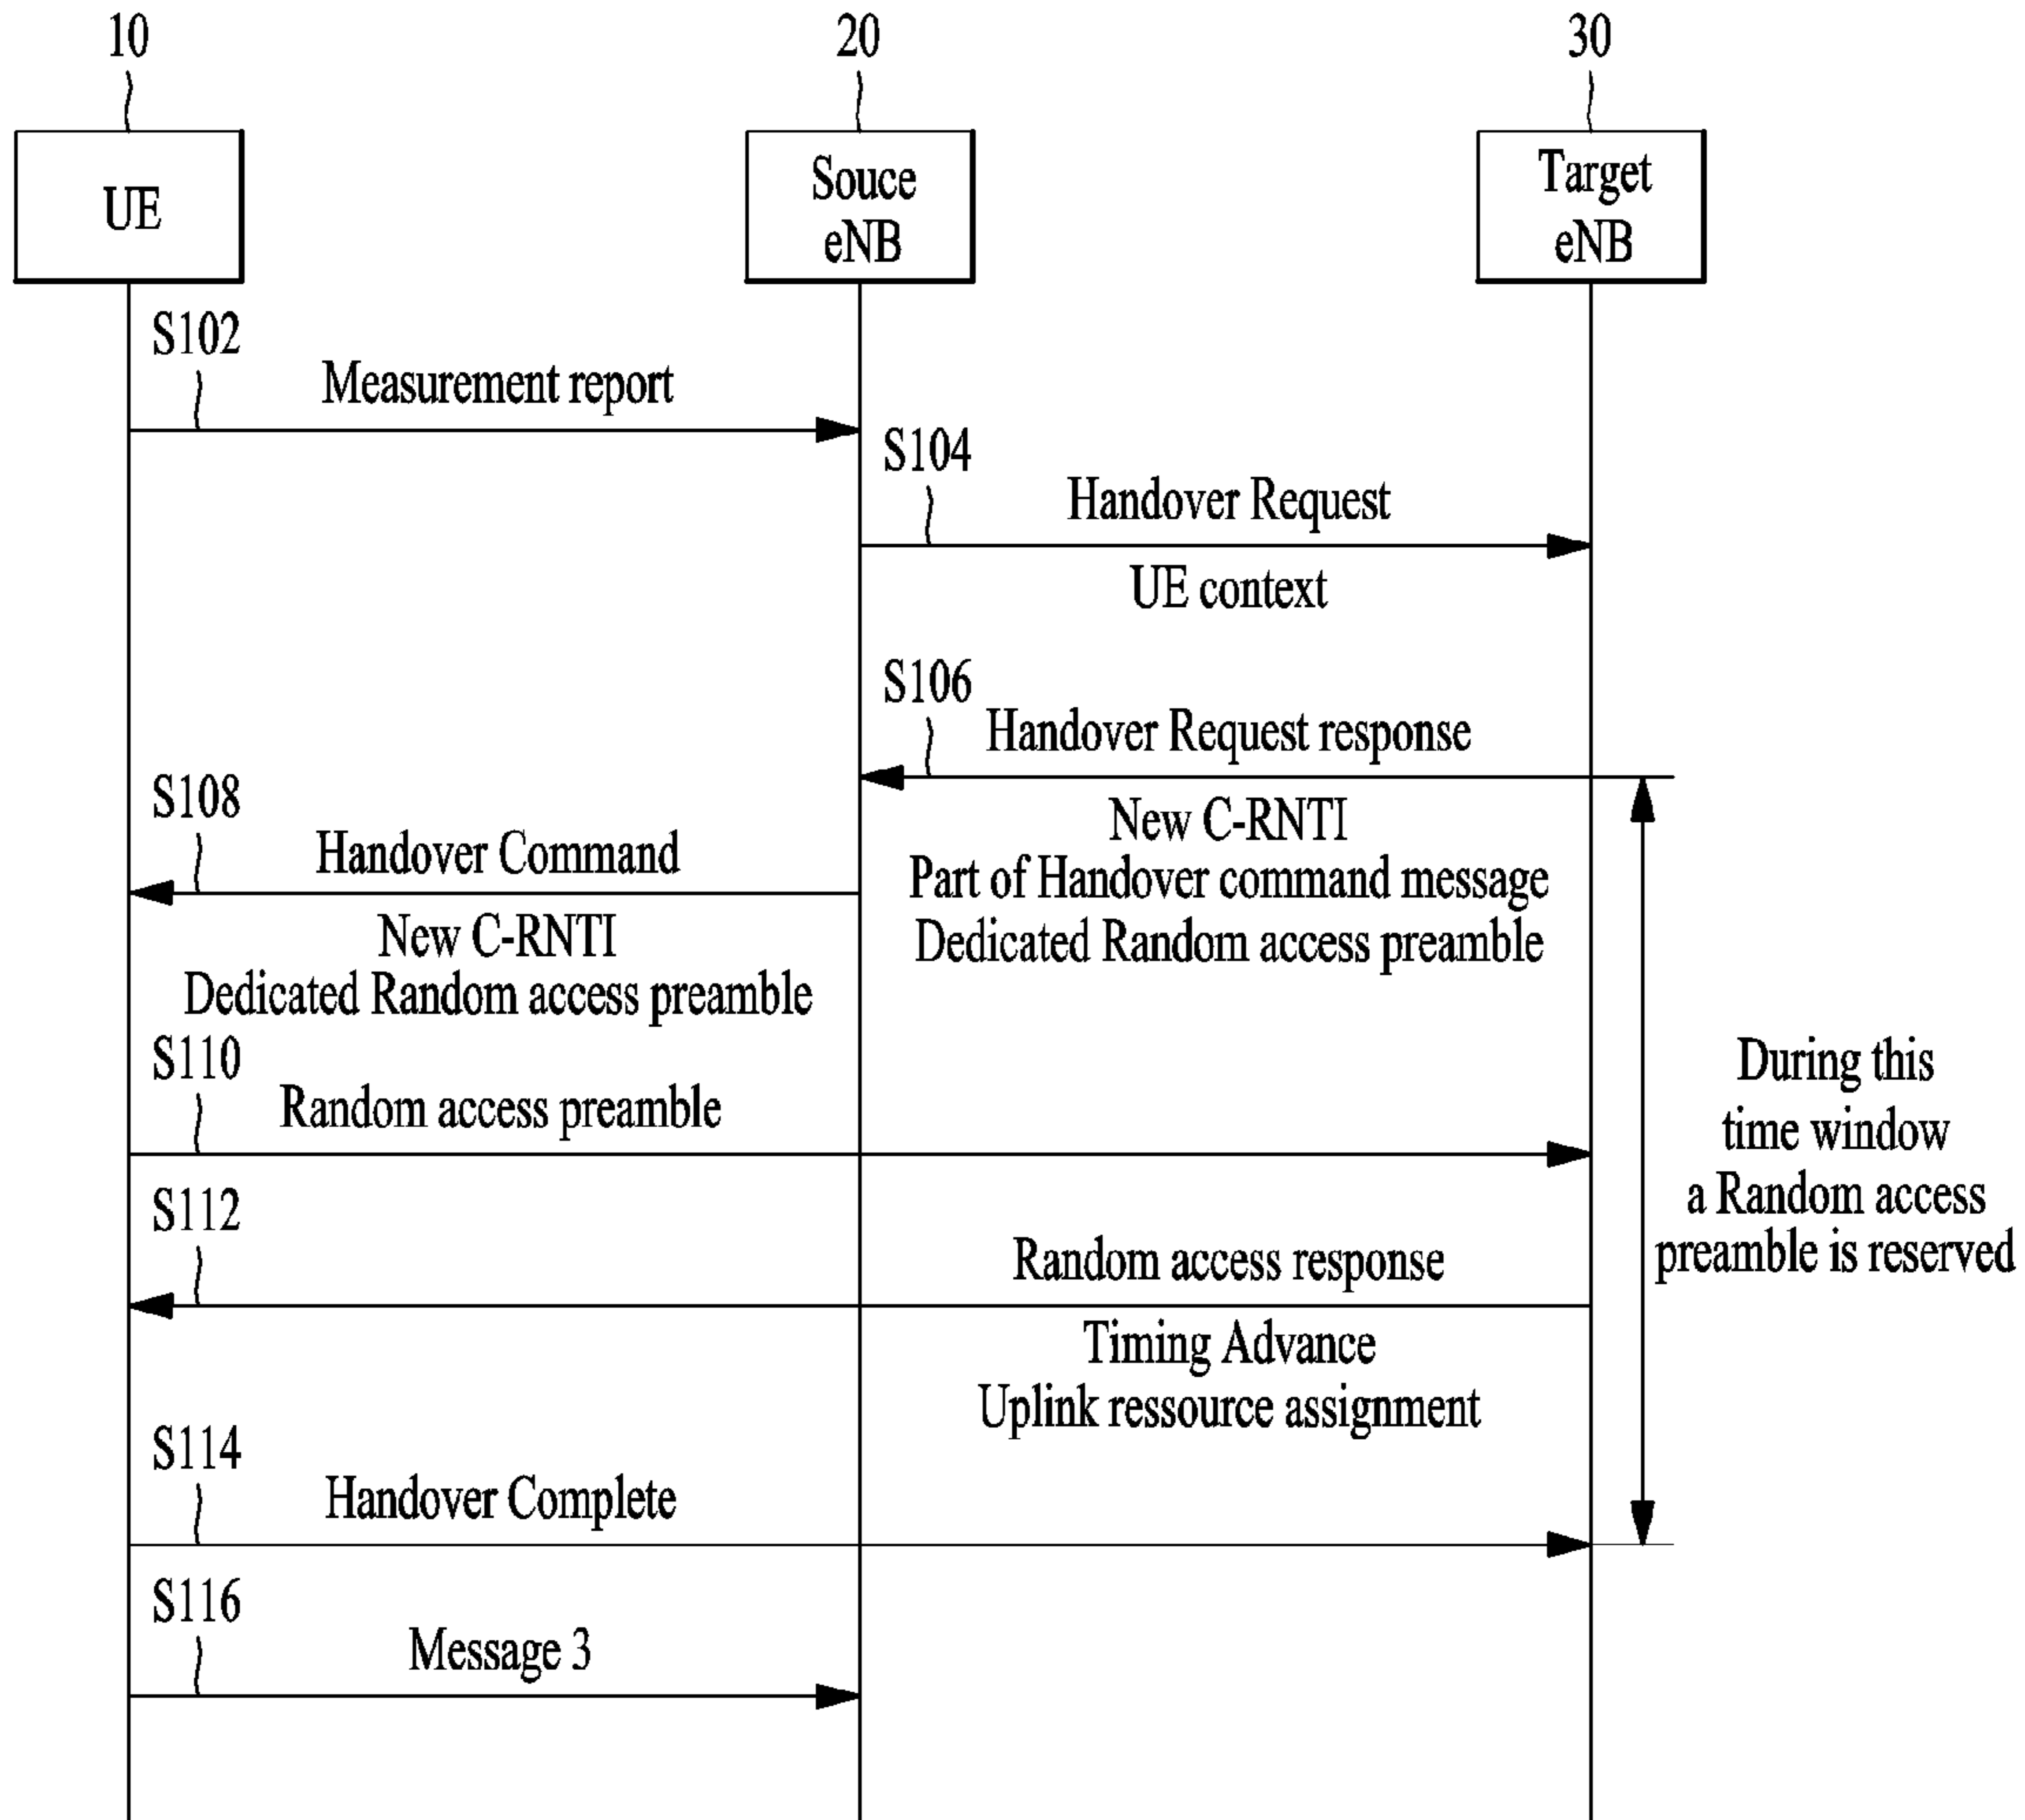 10
20
30
UE
Souce
eNB
Target
eNB
S102
Measurement report
S104
Handover Request
UE context
S106
Handover Request response
New C-RNTI
Part of Handover command message
Dedicated Random access preamble
S108
Handover Command
New C-RNTI
Dedicated Random access preamble
S110
Random access preamble
During this
time window
a Random access
preamble is reserved
S112
Random access response
Timing Advance
Uplink ressource assignment
S114
Handover Complete
S116
Message 3